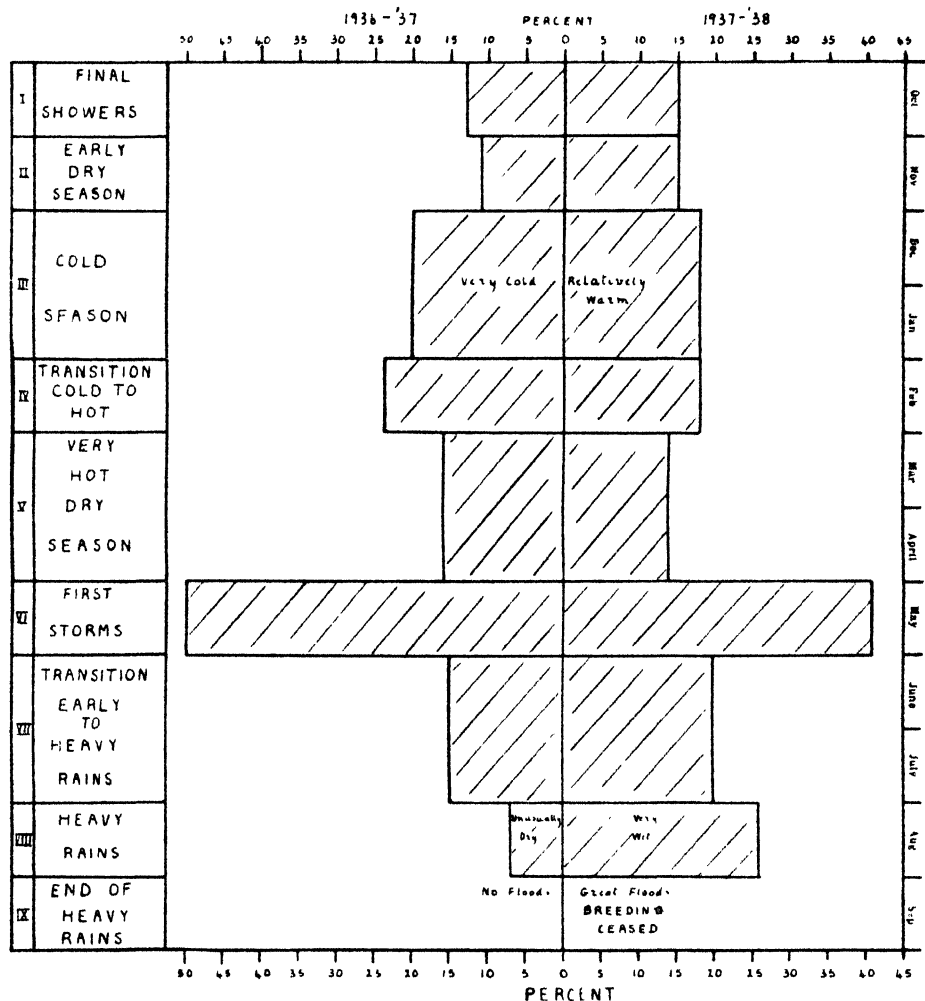 1936-'37 PERCENT 1937-'38
50 45 40 35 30 25 20 15 10 5 0 5 10 15 20 25 30 35 40 45
I
FINAL
SHOWERS
Oct
II
EARLY
DRY
SEASON
Nov
III
COLD
SEASON
Very Cold
Relatively
Warm
Dec
Jan
IV
TRANSITION
COLD TO
HOT
Feb
V
VERY
HOT
DRY
SEASON
Mar
April
VI
FIRST
STORMS
May
VII
TRANSITION
EARLY
TO
HEAVY
RAINS
June
July
VIII
HEAVY
RAINS
Unusually
Dry
Very
Wet
Aug
IX
END OF
HEAVY
RAINS
No Floods
Great Floods
BREEDING
CEASED
Sep
50 45 40 35 30 25 20 15 10 5 0 5 10 15 20 25 30 35 40 45
PERCENT